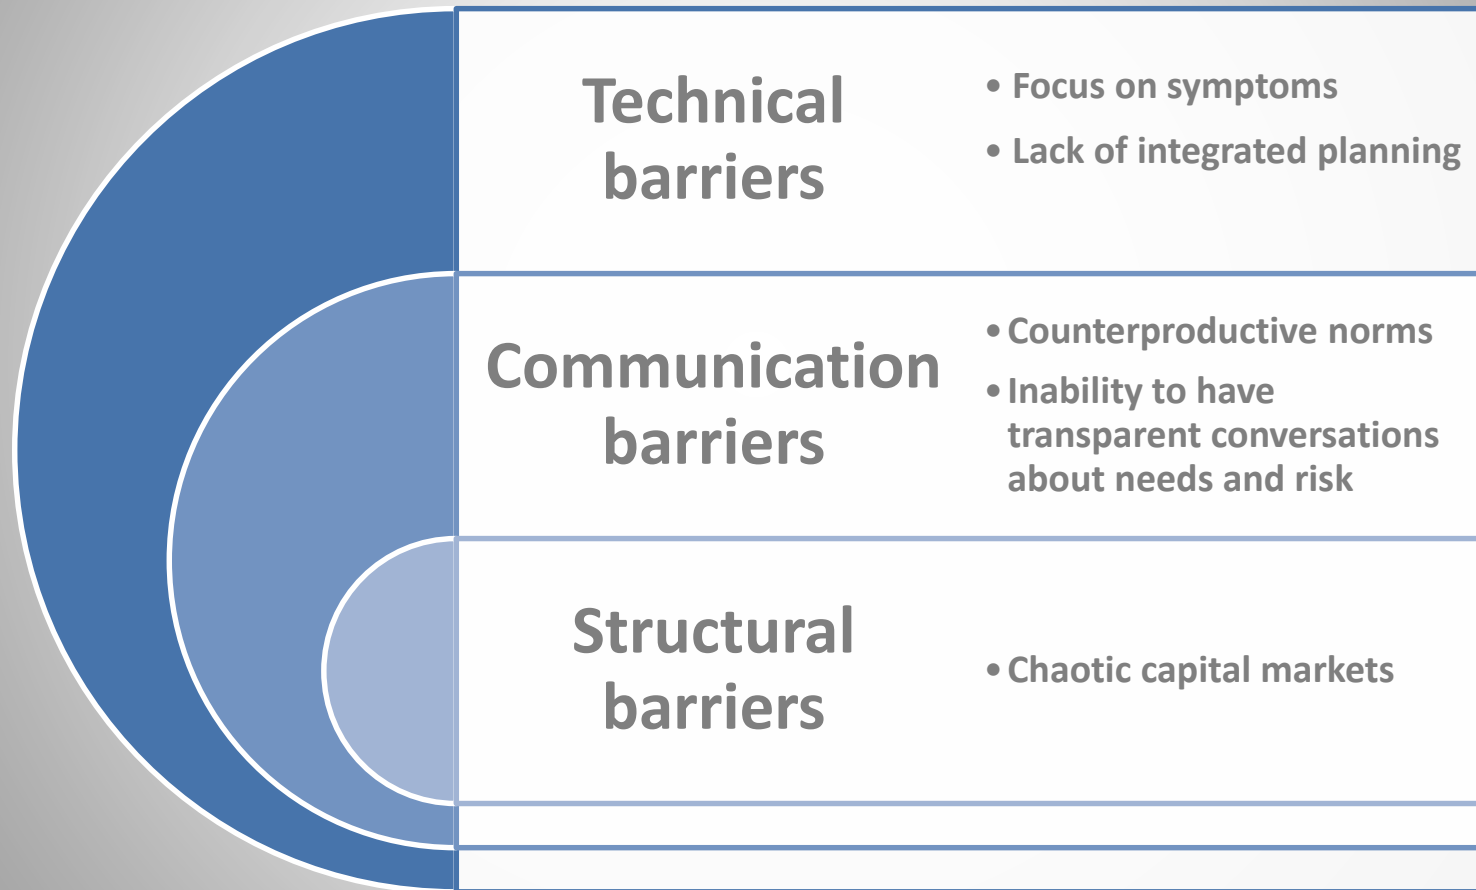 Technical
barriers
• Focus on symptoms
• Lack of integrated planning
Communication
barriers
• Counterproductive norms
• Inability to have
transparent conversations
about needs and risk
Structural
barriers
• Chaotic capital markets